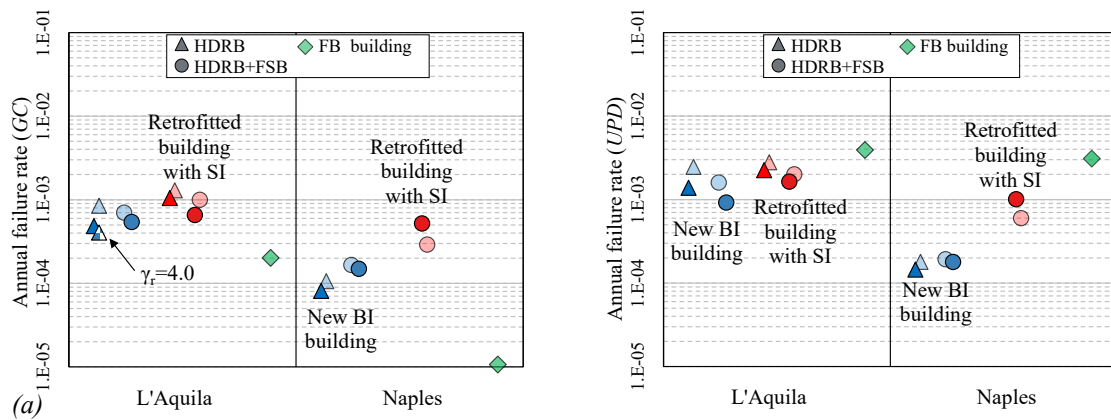 1.E-01
1.E-02
1.E-03
1.E-04
1.E-05
Annual failure rate (GC)
HDRB
FB building
HDRB+FSB
Retrofitted
building
with SI
Retrofitted
building
with SI
γr=4.0
New BI
building
L'Aquila
Naples
(a)
1.E-01
1.E-02
1.E-03
1.E-04
1.E-05
Annual failure rate (UPD)
HDRB
FB building
HDRB+FSB
Retrofitted
building
with SI
New BI
building
Retrofitted
building
with SI
New BI
building
L'Aquila
Naples